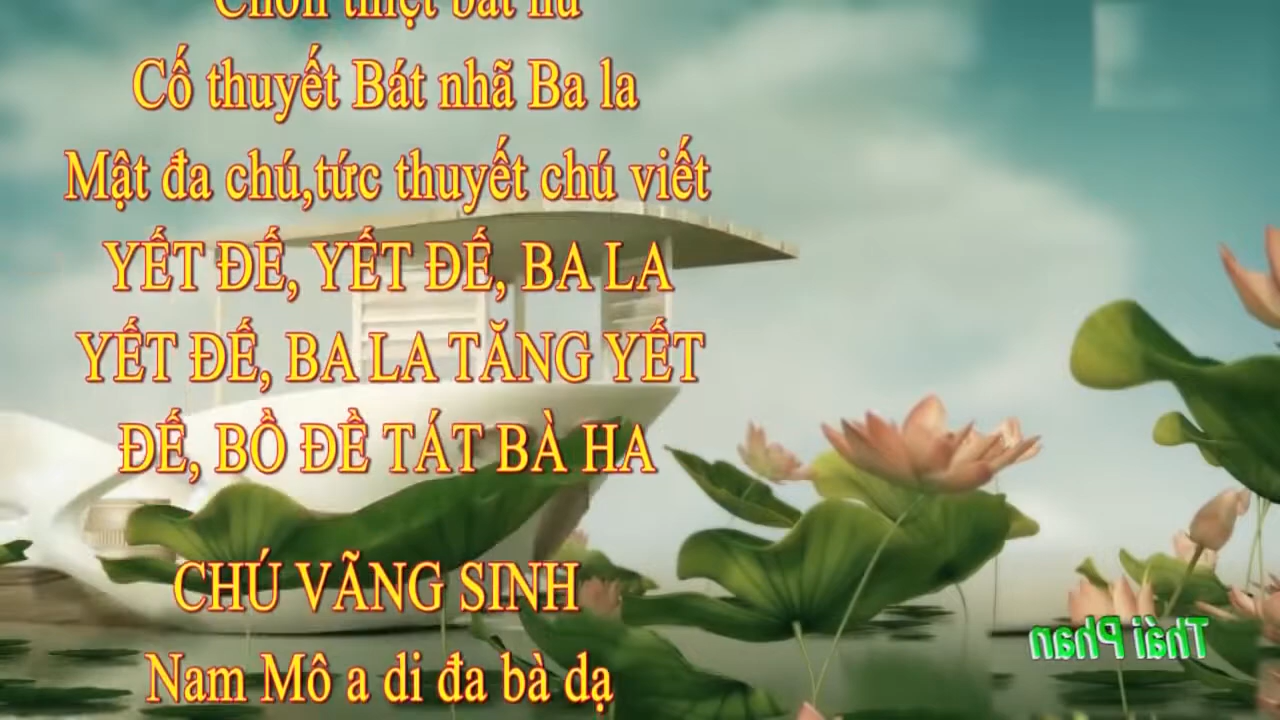 Cố thuyết Bát nhã Ba la
Mật đa chú,tức thuyết chú viết
YẾT ĐẾ, YẾT ĐẾ, BA LA
YẾT ĐẾ, BA LA TĂNG YẾT
ĐẾ, BỒ ĐỀ TÁT BÀ HA
CHÚ VÃNG SINH
Nam Mô a di đa bà dạ
Thái Phan